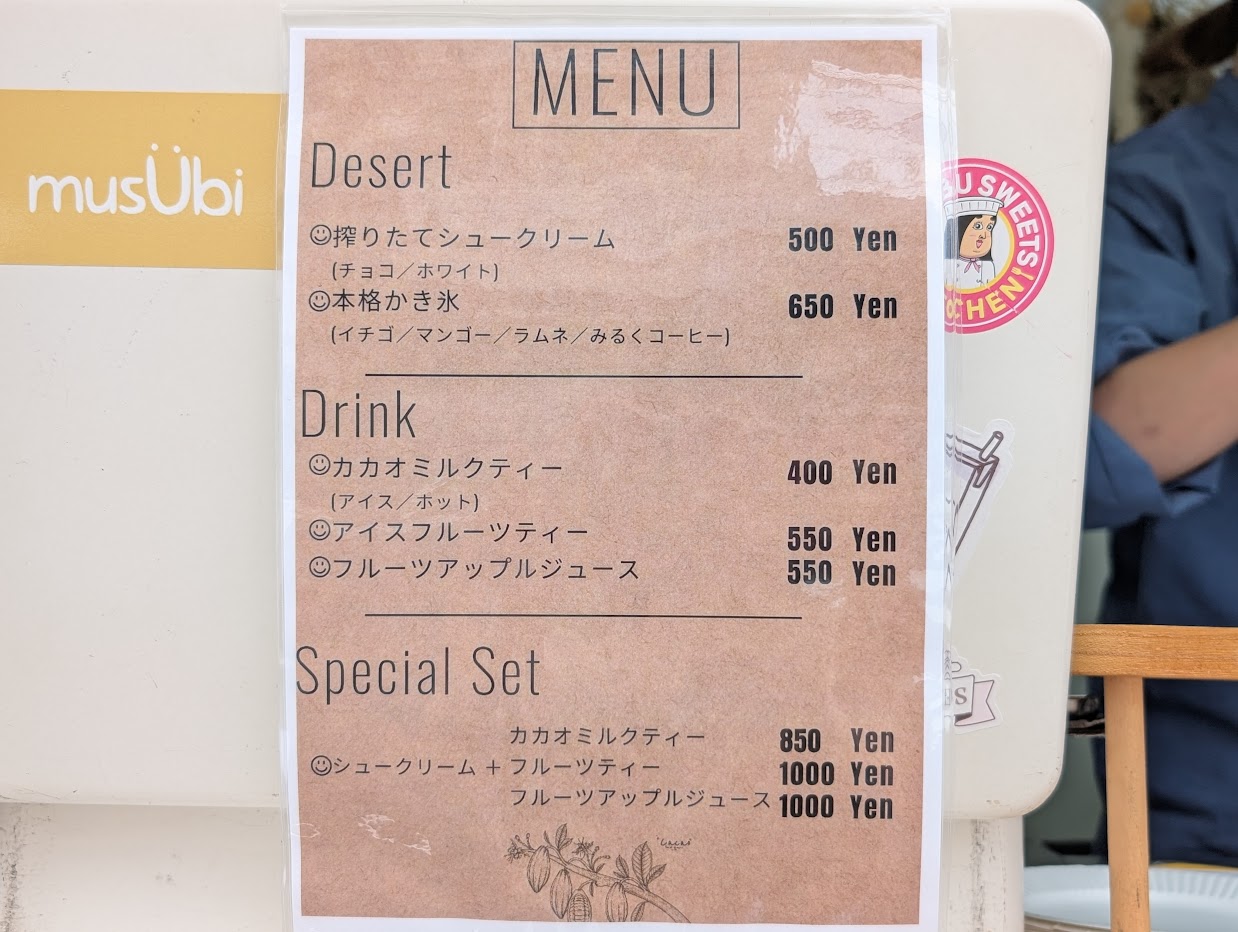 MENU
musÜbi
Desert
搾りたてシュークリーム 500 Yen
(チョコ／ホワイト)
本格かき氷 650 Yen
(イチゴ／マンゴー／ラムネ／みるくコーヒー)
Drink
カカオミルクティー 400 Yen
(アイス／ホット)
アイスフルーツティー 550 Yen
フルーツアップルジュース 550 Yen
Special Set
カカオミルクティー 850 Yen
シュークリーム + フルーツティー 1000 Yen
フルーツアップルジュース 1000 Yen
SWEETS